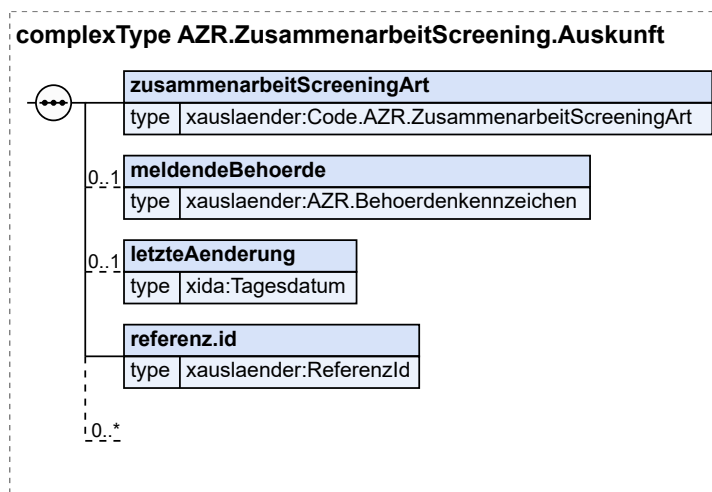 complexType AZR.ZusammenarbeitScreening.Auskunft
zusammenarbeitScreeningArt
type xauslaender:Code.AZR.ZusammenarbeitScreeningArt
0..1
meldendeBehoerde
type xauslaender:AZR.Behoerdenkennzeichen
0..1
letzteAenderung
type xida:Tagesdatum
referenz.id
type xauslaender:ReferenzId
0..*